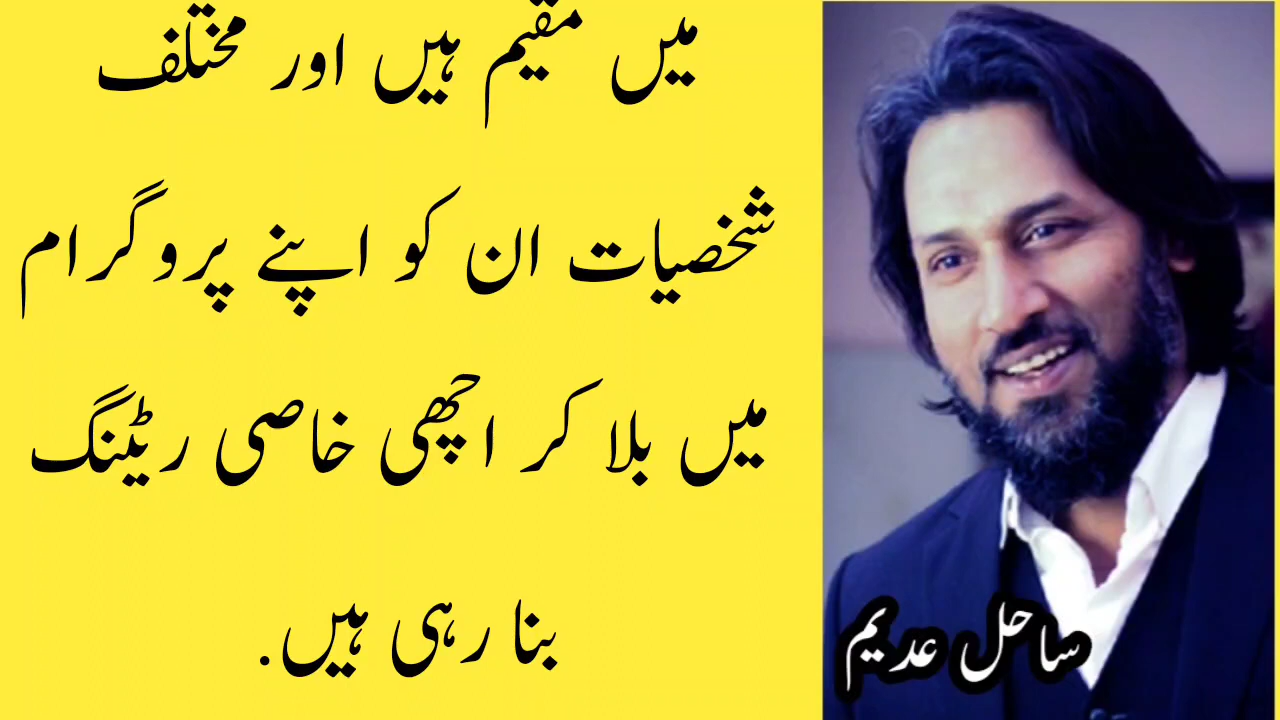 میں مقیم ہیں اور مختلف
شخصیات ان کو اپنے پروگرام
میں بلا کر اچھی خاصی ریٹنگ
بنا رہی ہیں.
ساحل عدیم